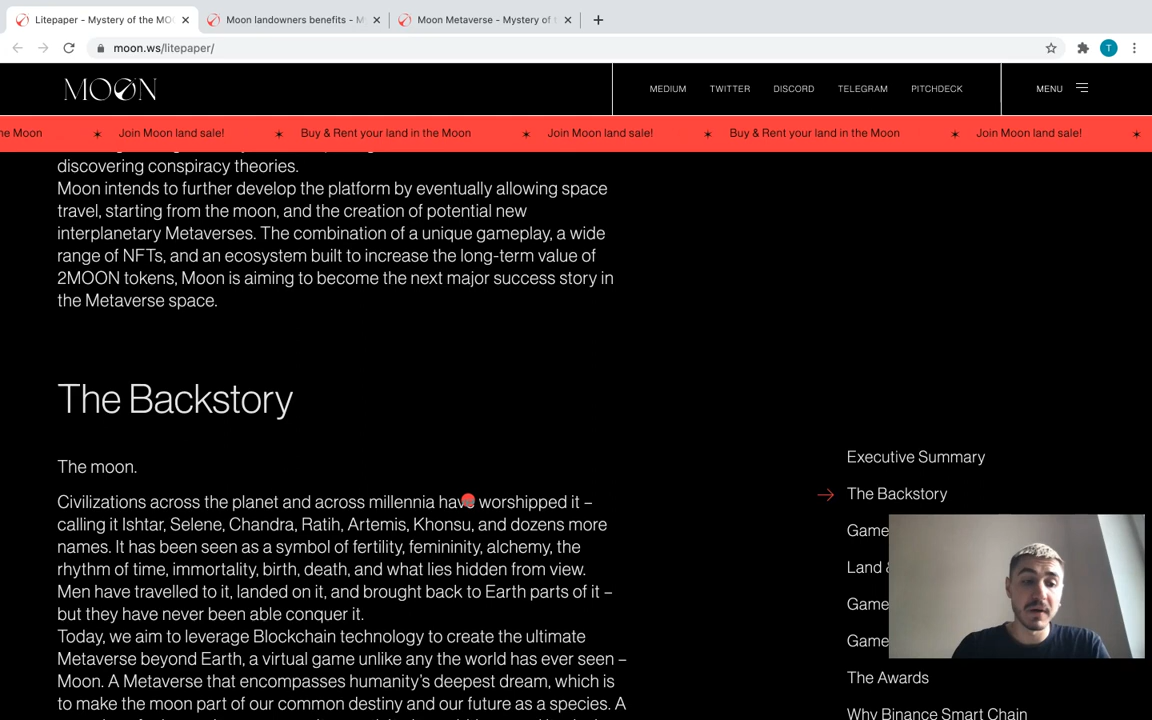 Litepaper - Mystery of the MO
Moon landowners benefits - M
Moon Metaverse - Mystery of
moon.ws/litepaper/
T
MOON
MEDIUM
TWITTER
DISCORD
TELEGRAM
PITCHDECK
MENU
he Moon
Join Moon land sale!
Buy & Rent your land in the Moon
Join Moon land sale!
Buy & Rent your land in the Moon
Join Moon land sale!
discovering conspiracy theories.
Moon intends to further develop the platform by eventually allowing space
travel, starting from the moon, and the creation of potential new
interplanetary Metaverses. The combination of a unique gameplay, a wide
range of NFTs, and an ecosystem built to increase the long-term value of
2MOON tokens, Moon is aiming to become the next major success story in
the Metaverse space.
The Backstory
The moon.
Civilizations across the planet and across millennia have worshipped it –
calling it Ishtar, Selene, Chandra, Ratih, Artemis, Khonsu, and dozens more
names. It has been seen as a symbol of fertility, femininity, alchemy, the
rhythm of time, immortality, birth, death, and what lies hidden from view.
Men have travelled to it, landed on it, and brought back to Earth parts of it –
but they have never been able conquer it.
Today, we aim to leverage Blockchain technology to create the ultimate
Metaverse beyond Earth, a virtual game unlike any the world has ever seen –
Moon. A Metaverse that encompasses humanity's deepest dream, which is
to make the moon part of our common destiny and our future as a species. A
Executive Summary
The Backstory
Game
Land &
Game
Game
The Awards
Why Binance Smart Chain